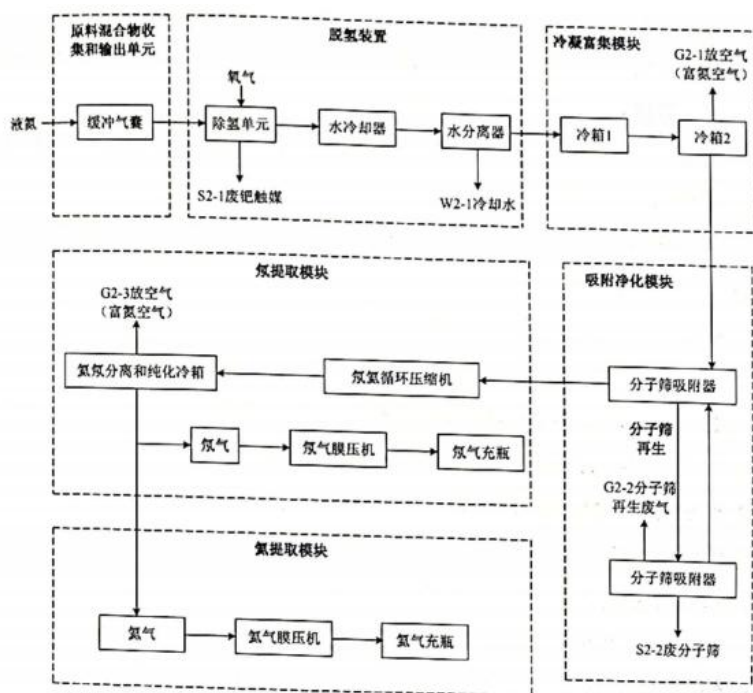 原料混合物收
集和输出单元
脱氢装置
冷凝富集模块
G2-1放空气
（富氮空气）
氧气
液氮
缓冲气囊
除氢单元
水冷却器
水分离器
冷箱1
冷箱2
S2-1废钯触媒
W2-1冷却水
氖提取模块
吸附净化模块
G2-3放空气
（富氮空气）
氦氖分离和纯化冷箱
氖氦循环压缩机
分子筛吸附器
分子筛
再生
氖气
氖气膜压机
氖气充瓶
G2-2分子筛
再生废气
氦提取模块
分子筛吸附器
氦气
氦气膜压机
氦气充瓶
S2-2废分子筛